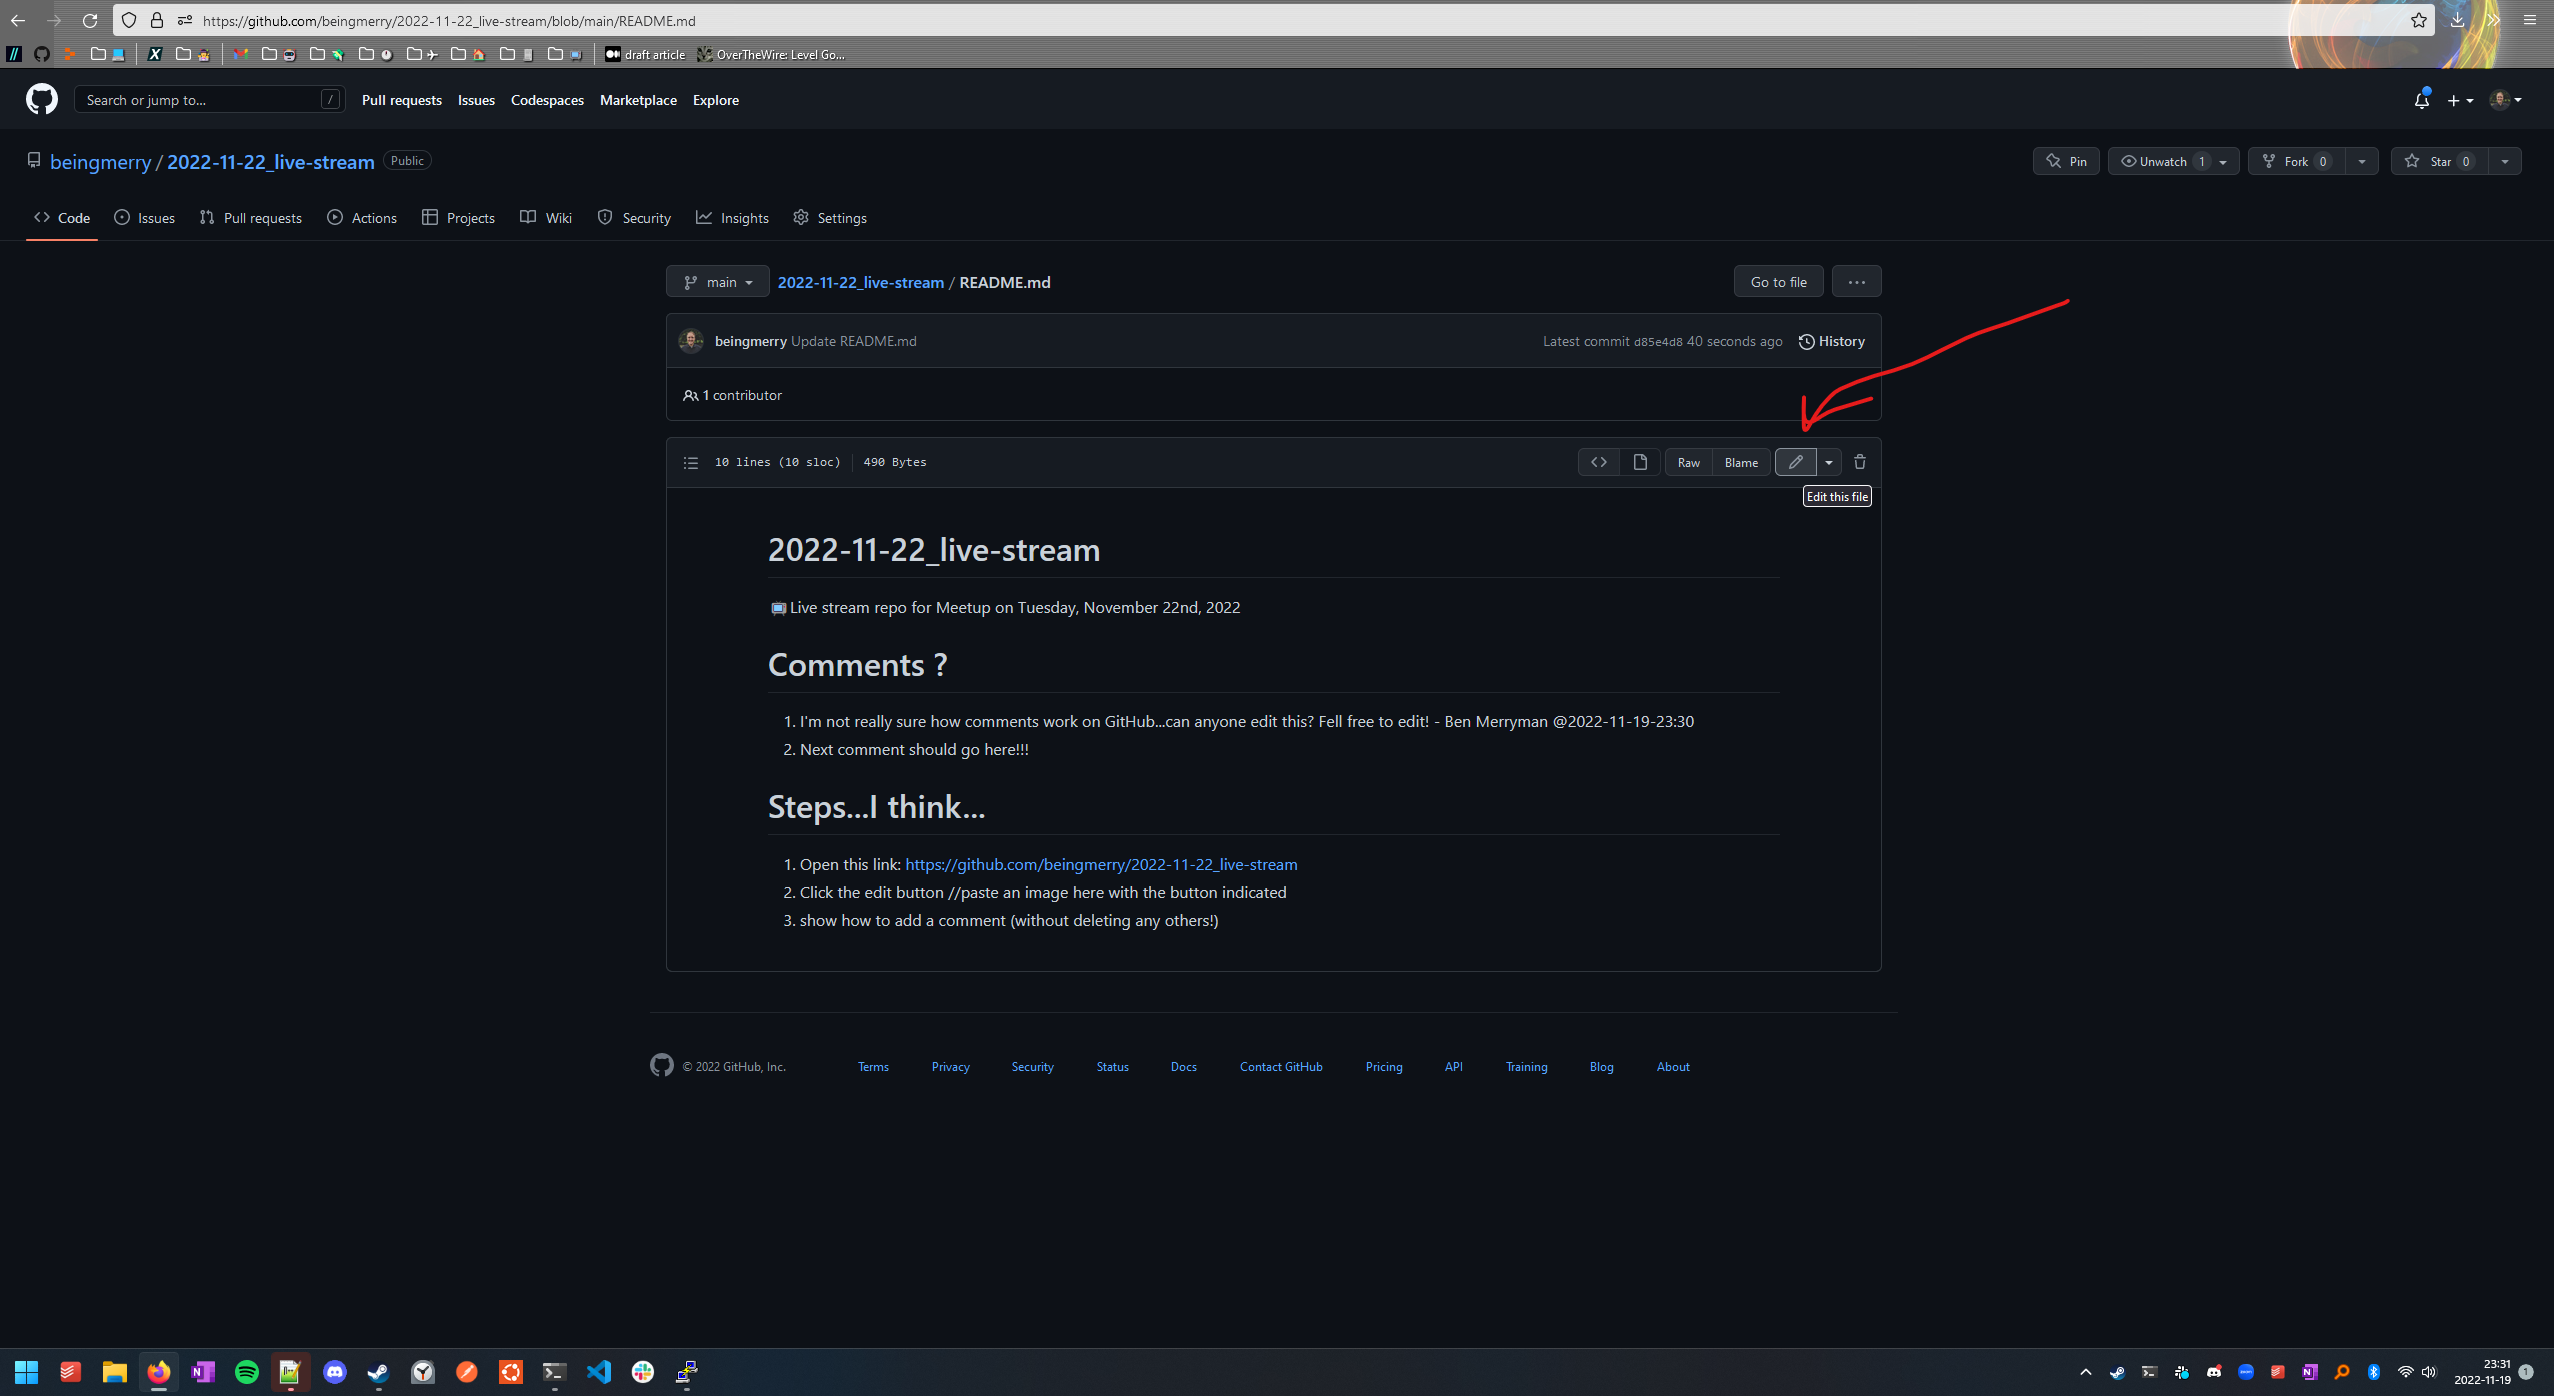 https://github.com/beingmerry/2022-11-22_live-stream/blob/main/README.md
draft article
OverTheWire: Level Go...
Search or jump to... /
Pull requests Issues Codespaces Marketplace Explore
beingmerry / 2022-11-22_live-stream Public
Pin Unwatch 1 Fork 0 Star 0
Code Issues Pull requests Actions Projects Wiki Security Insights Settings
main 2022-11-22_live-stream / README.md Go to file ...
beingmerry Update README.md Latest commit d85e4d8 40 seconds ago History
1 contributor
10 lines (10 sloc) 490 Bytes <> Raw Blame
Edit this file
2022-11-22_live-stream
Live stream repo for Meetup on Tuesday, November 22nd, 2022
Comments ?
1. I'm not really sure how comments work on GitHub...can anyone edit this? Fell free to edit! - Ben Merryman @2022-11-19-23:30
2. Next comment should go here!!!
Steps...I think...
1. Open this link: https://github.com/beingmerry/2022-11-22_live-stream
2. Click the edit button //paste an image here with the button indicated
3. show how to add a comment (without deleting any others!)
© 2022 GitHub, Inc. Terms Privacy Security Status Docs Contact GitHub Pricing API Training Blog About
23:31
2022-11-19
1